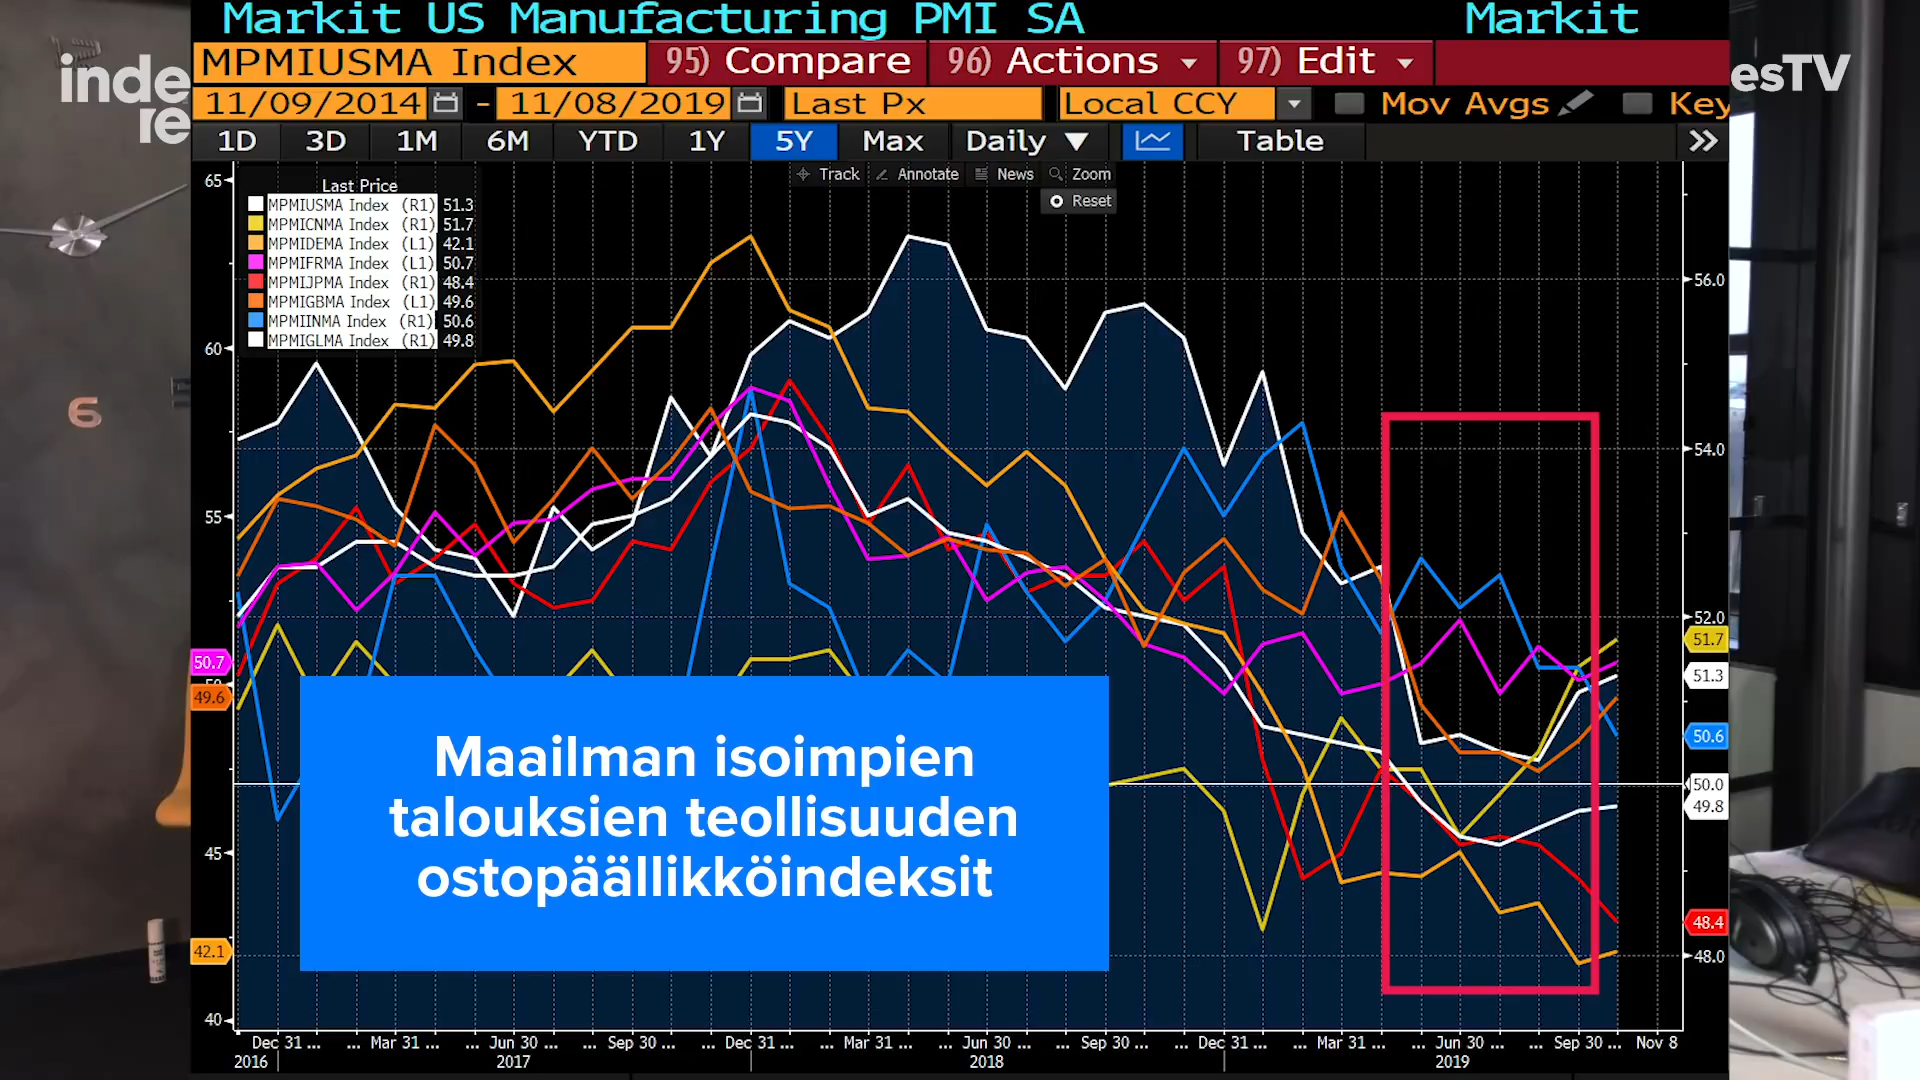 Markit US Manufacturing PMI SA Markit
MPMIUSMA Index 95) Compare 96) Actions 97) Edit
inde
re
esTV
11/09/2014 - 11/08/2019 Last Px Local CCY Mov Avgs Key
1D 3D 1M 6M YTD 1Y 5Y Max Daily Table
Track Annotate News Zoom
Reset
Last Price
MPMIUSMA Index (R1) 51.3
MPMICNMA Index (R1) 51.7
MPMIDEMA Index (L1) 42.1
MPMIFRMA Index (L1) 50.7
MPMIJPMA Index (R1) 48.4
MPMIGBMA Index (L1) 49.6
MPMIINMA Index (R1) 50.6
MPMIGLMA Index (R1) 49.8
65
60
55
50.7
50
49.6
45
42.1
40
56.0
54.0
52.0
51.7
51.3
50.6
50.0
49.8
48.4
48.0
6
Maailman isoimpien
talouksien teollisuuden
ostopäällikköindeksit
Dec 31 ... ... Mar 31 ... ... Jun 30 ... ... Sep 30 ... ... Dec 31 ... ... Mar 31 ... ... Jun 30 ... ... Sep 30 ... ... Dec 31 ... ... Mar 31 ... ... Jun 30 ... ... Sep 30 ... Nov 8
2016 2017 2018 2019